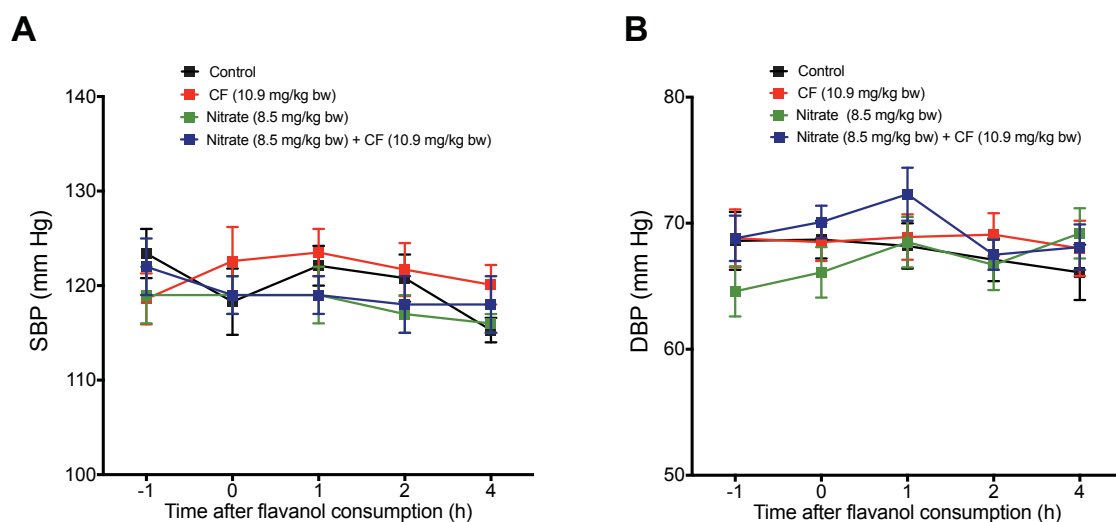 A
Control
CF (10.9 mg/kg bw)
Nitrate (8.5 mg/kg bw)
Nitrate (8.5 mg/kg bw) + CF (10.9 mg/kg bw)
140
130
120
110
100
SBP (mm Hg)
-1 0 1 2 4
Time after flavanol consumption (h)
B
Control
CF (10.9 mg/kg bw)
Nitrate (8.5 mg/kg bw)
Nitrate (8.5 mg/kg bw) + CF (10.9 mg/kg bw)
80
70
60
50
DBP (mm Hg)
-1 0 1 2 4
Time after flavanol consumption (h)